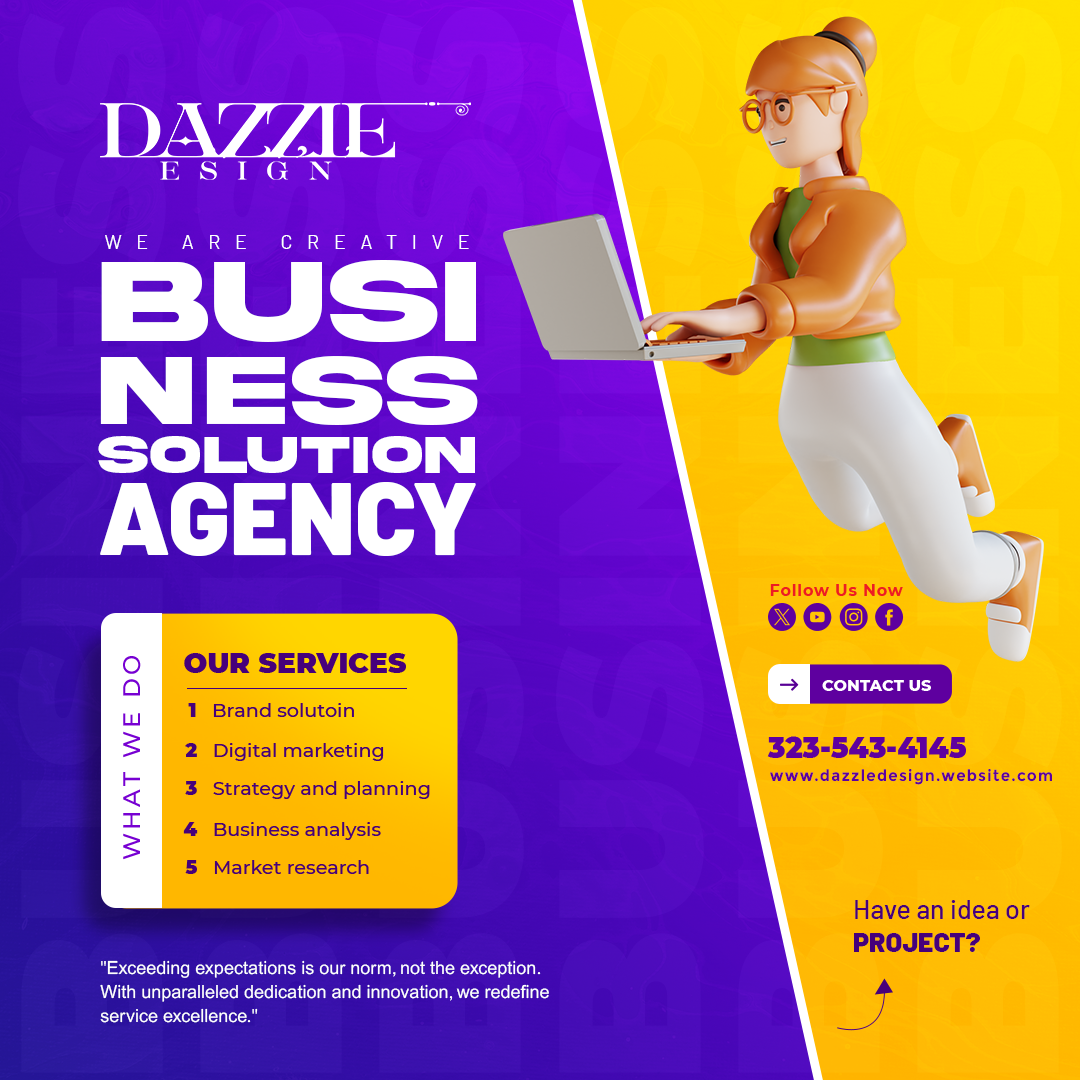 DAZZLE
ESIGN
WE ARE CREATIVE
BUSI
NESS
SOLUTION
AGENCY
WHAT WE DO
OUR SERVICES
1 Brand solutoin
2 Digital marketing
3 Strategy and planning
4 Business analysis
5 Market research
"Exceeding expectations is our norm, not the exception.
With unparalleled dedication and innovation, we redefine
service excellence."
Follow Us Now
CONTACT US
323-543-4145
www.dazzledesign.website.com
Have an idea or
PROJECT?